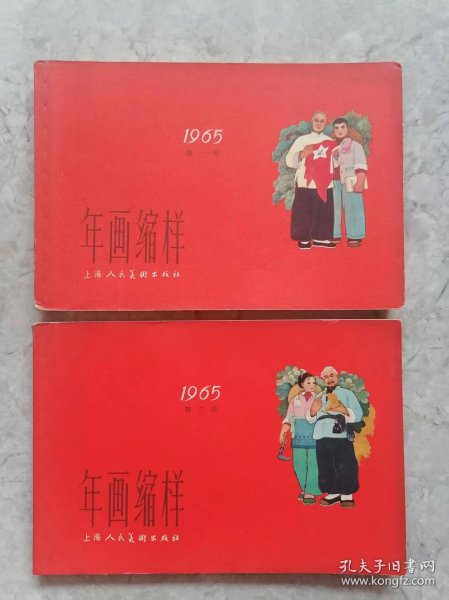 1965
第一册
年画缩样
上海人民美術出版社
1965
第二册
年画缩样
上海人民美術出版社
孔夫子旧书网
www.kongfz.com